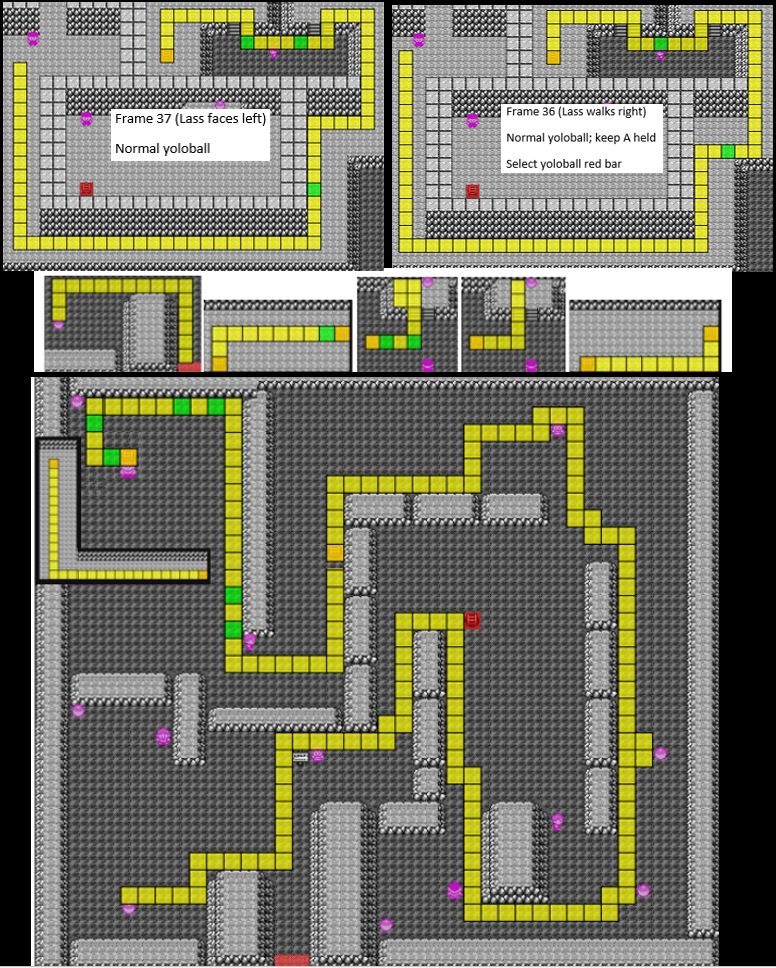 Frame 37 (Lass faces left)
Normal yoloball
Frame 36 (Lass walks right)
Normal yoloball; keep A held
Select yoloball red bar